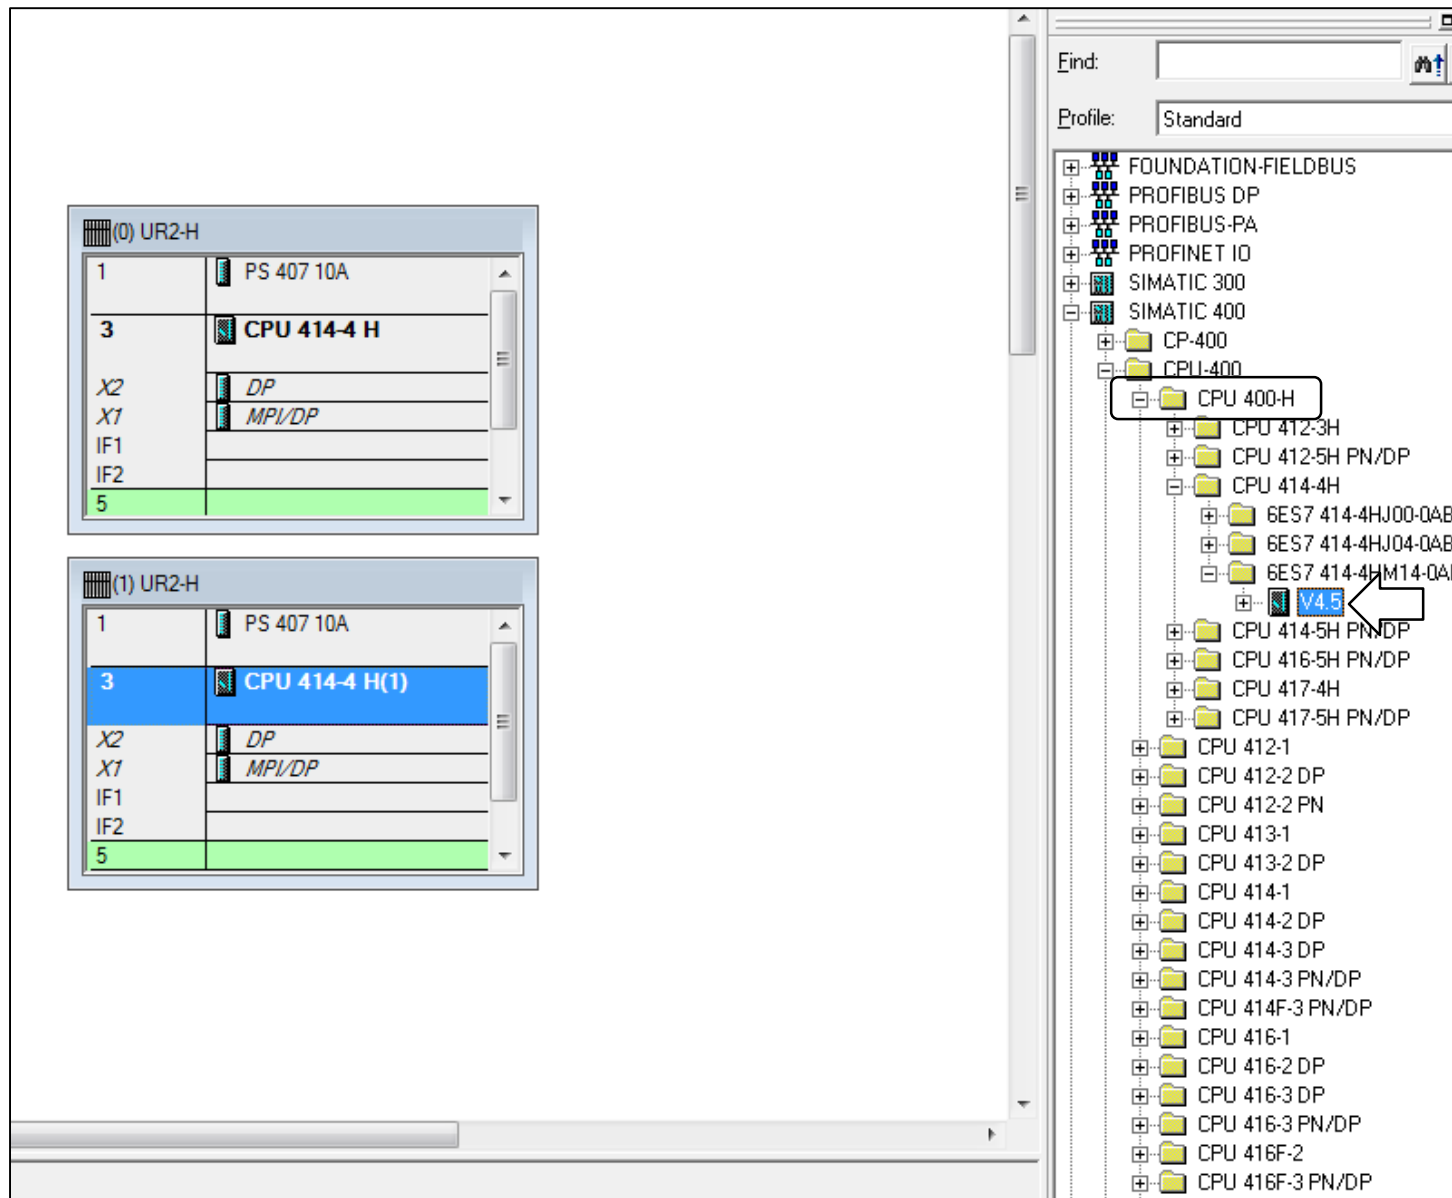 (0) UR2-H
1 PS 407 10A
3 CPU 414-4 H
X2 DP
X1 MPI/DP
IF1
IF2
5
(1) UR2-H
1 PS 407 10A
3 CPU 414-4 H(1)
X2 DP
X1 MPI/DP
IF1
IF2
5
Find:
Profile: Standard
FOUNDATION-FIELDBUS
PROFIBUS DP
PROFIBUS-PA
PROFINET IO
SIMATIC 300
SIMATIC 400
CP-400
CPU-400
CPU 400-H
CPU 412-3H
CPU 412-5H PN/DP
CPU 414-4H
6ES7 414-4HJ00-0AB
6ES7 414-4HJ04-0AB
6ES7 414-4HM14-0A
V4.5
CPU 414-5H PN/DP
CPU 416-5H PN/DP
CPU 417-4H
CPU 417-5H PN/DP
CPU 412-1
CPU 412-2 DP
CPU 412-2 PN
CPU 413-1
CPU 413-2 DP
CPU 414-1
CPU 414-2 DP
CPU 414-3 DP
CPU 414-3 PN/DP
CPU 414F-3 PN/DP
CPU 416-1
CPU 416-2 DP
CPU 416-3 DP
CPU 416-3 PN/DP
CPU 416F-2
CPU 416F-3 PN/DP